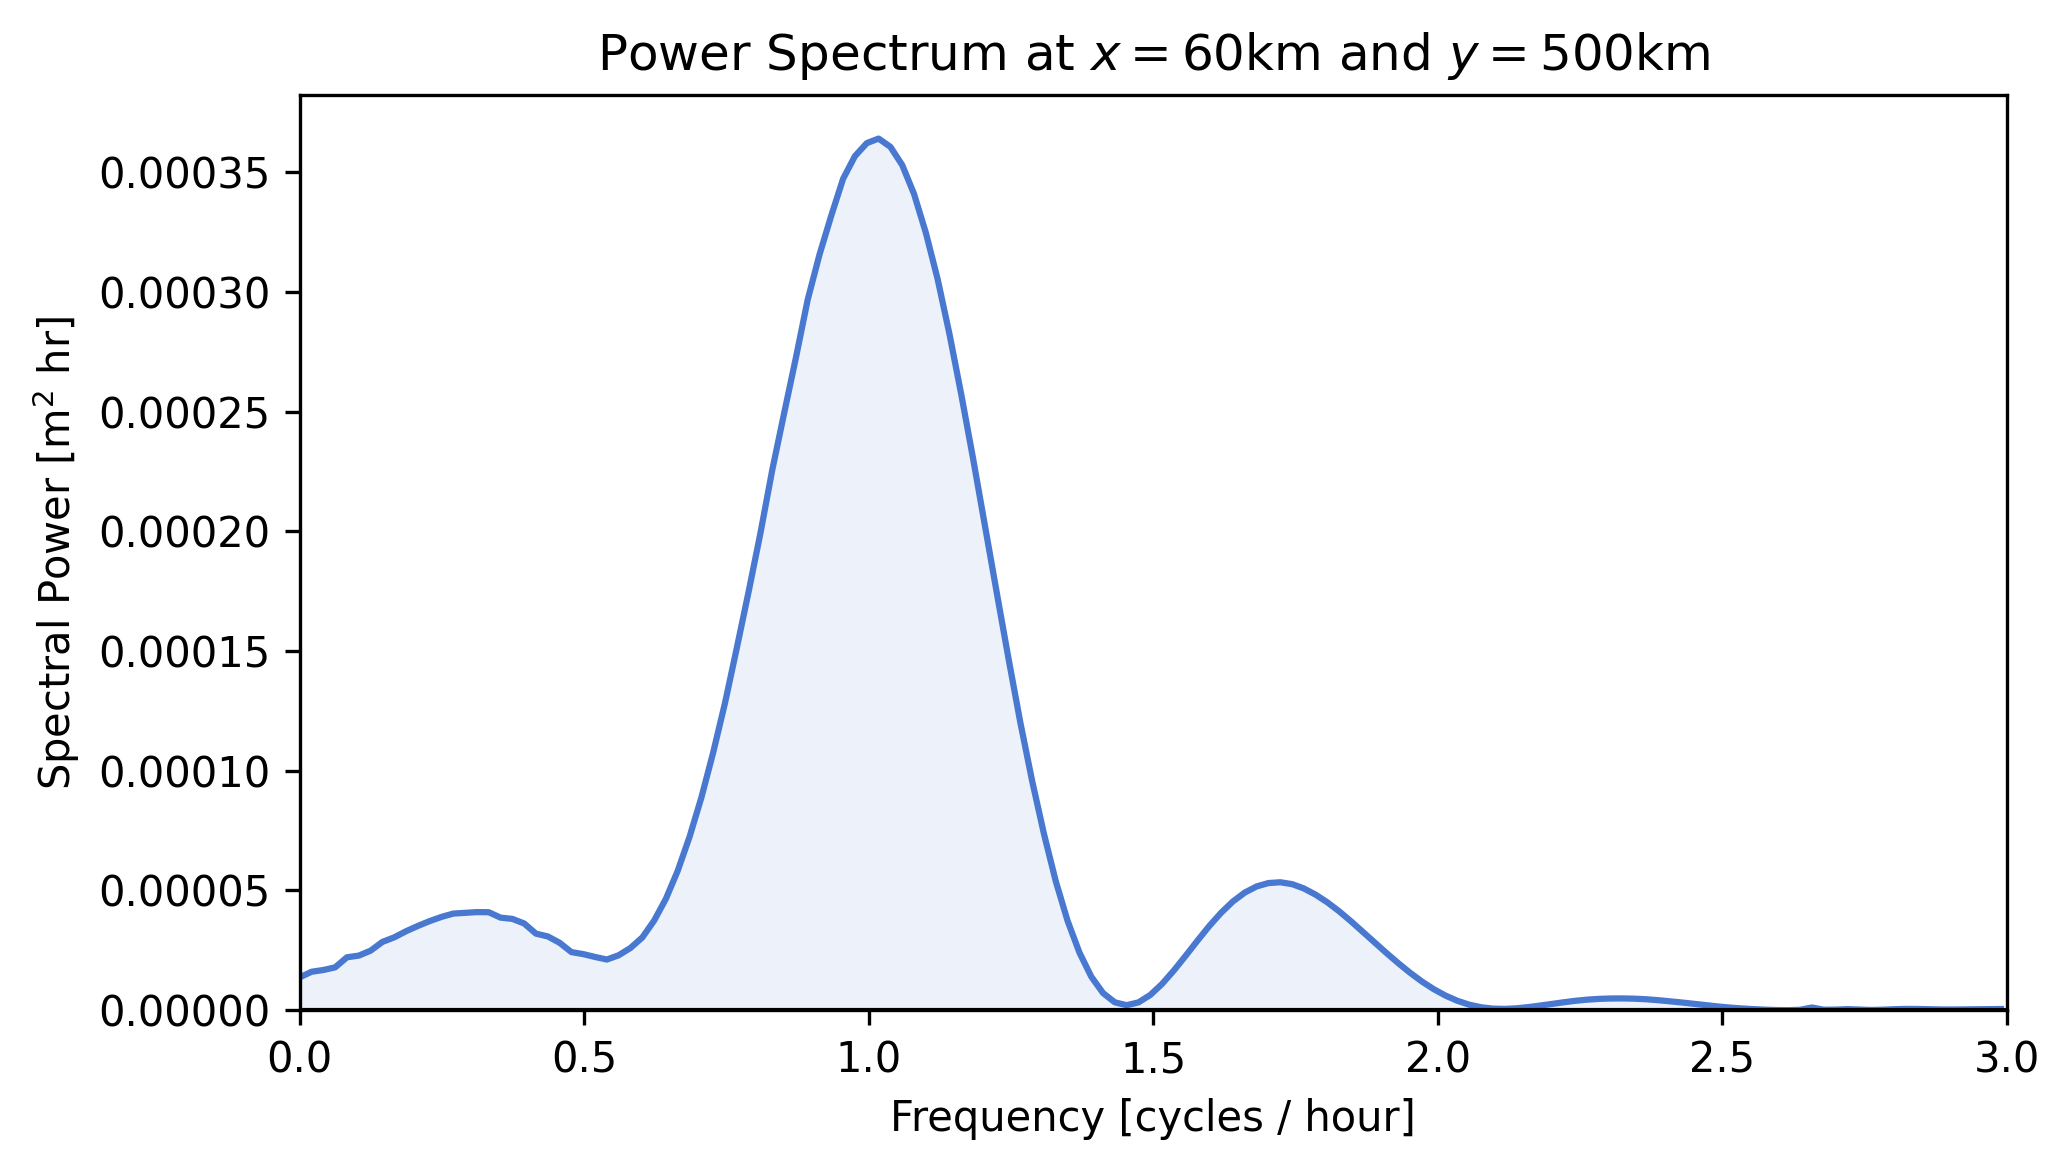 Power Spectrum at x = 60km and y = 500km
Spectral Power [m² hr]
0.00035
0.00030
0.00025
0.00020
0.00015
0.00010
0.00005
0.00000
0.0 0.5 1.0 1.5 2.0 2.5 3.0
Frequency [cycles / hour]